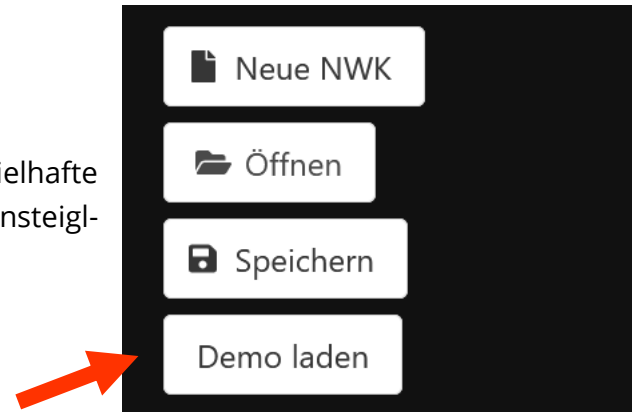 Neue NWK
Öffnen
ielhafte
nsteigl-
Speichern
Demo laden